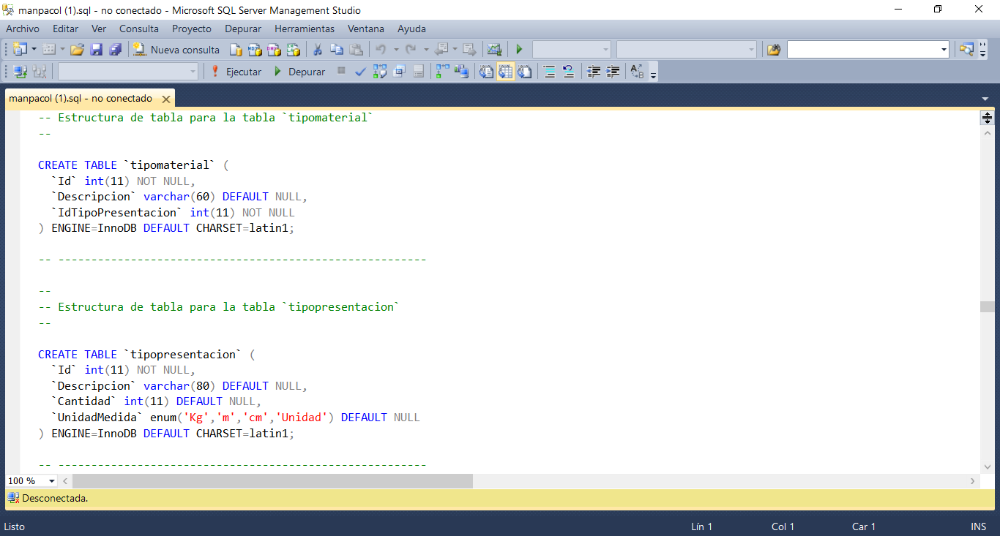 manpacol (1).sql - no conectado - Microsoft SQL Server Management Studio
Archivo Editar Ver Consulta Proyecto Depurar Herramientas Ventana Ayuda
Nueva consulta
Ejecutar Depurar
manpacol (1).sql - no conectado
-- Estructura de tabla para la tabla `tipomaterial`
--
CREATE TABLE `tipomaterial` (
`Id` int(11) NOT NULL,
`Descripcion` varchar(60) DEFAULT NULL,
`IdTipoPresentacion` int(11) NOT NULL
) ENGINE=InnoDB DEFAULT CHARSET=latin1;
-- --------------------------------------------------------
--
-- Estructura de tabla para la tabla `tipopresentacion`
--
CREATE TABLE `tipopresentacion` (
`Id` int(11) NOT NULL,
`Descripcion` varchar(80) DEFAULT NULL,
`Cantidad` int(11) DEFAULT NULL,
`UnidadMedida` enum('Kg','m','cm','Unidad') DEFAULT NULL
) ENGINE=InnoDB DEFAULT CHARSET=latin1;
-- --------------------------------------------------------
100 %
Desconectada.
Listo Lín 1 Col 1 Car 1 INS